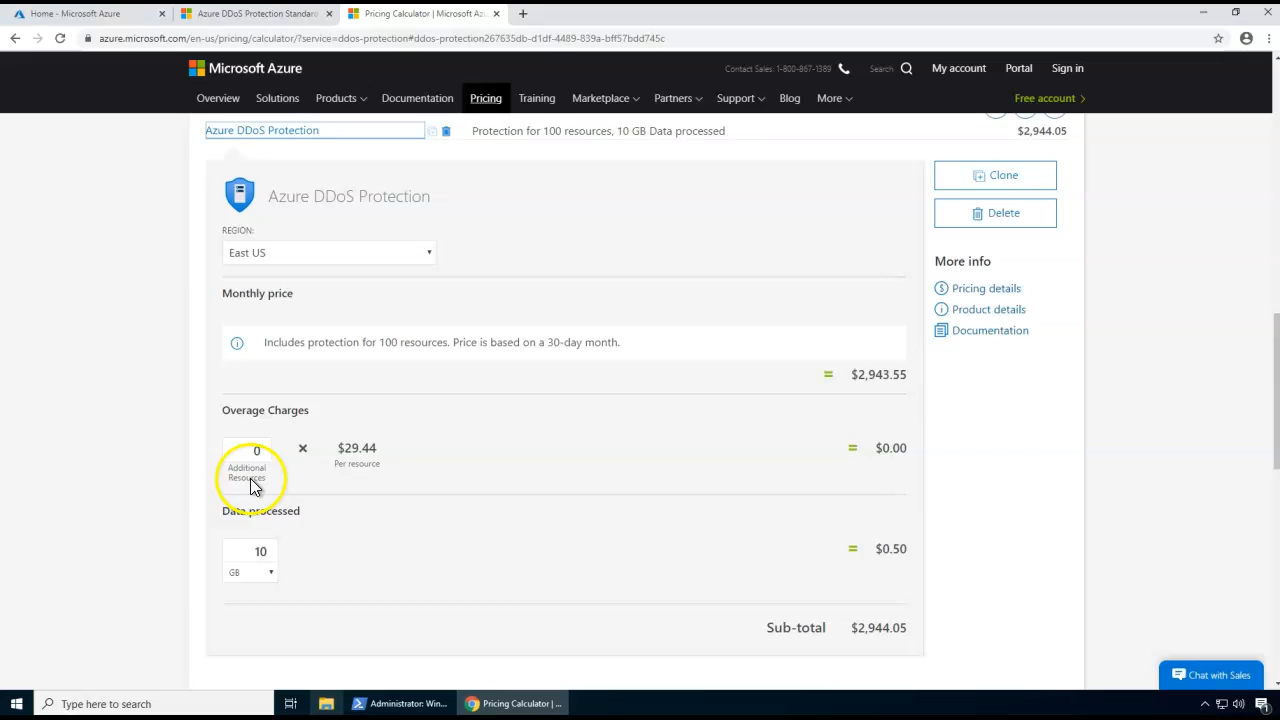 Home - Microsoft Azure
Azure DDoS Protection Standard
Pricing Calculator | Microsoft Az
azure.microsoft.com/en-us/pricing/calculator/?service=ddos-protection#ddos-protection267635db-d1df-4489-839a-bff57bdd745c
Microsoft Azure
Contact Sales: 1-800-867-1389
Search
My account
Portal
Sign in
Overview
Solutions
Products
Documentation
Pricing
Training
Marketplace
Partners
Support
Blog
More
Free account
Azure DDoS Protection
Protection for 100 resources, 10 GB Data processed
$2,944.05
Azure DDoS Protection
Clone
Delete
REGION:
East US
More info
Pricing details
Product details
Documentation
Monthly price
Includes protection for 100 resources. Price is based on a 30-day month.
= $2,943.55
Overage Charges
0 × $29.44 = $0.00
Additional Resources
Per resource
Data processed
10 = $0.50
GB
Sub-total $2,944.05
Chat with Sales
Type here to search
Administrator: Win...
Pricing Calculator | ...